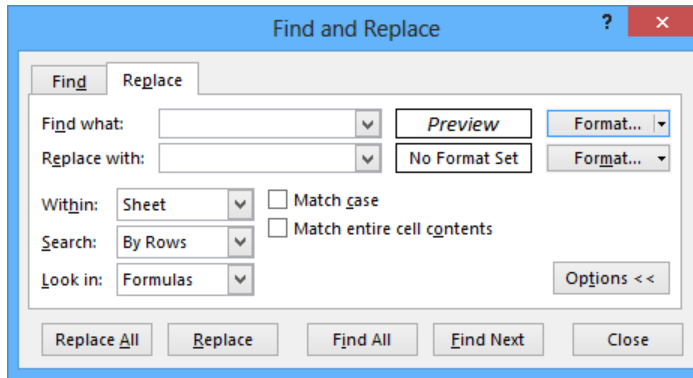 Find and Replace ? ×
Find Replace
Find what: Preview Format...
Replace with: No Format Set Format...
Within: Sheet Match case
Match entire cell contents
Search: By Rows
Look in: Formulas Options <<
Replace All Replace Find All Find Next Close